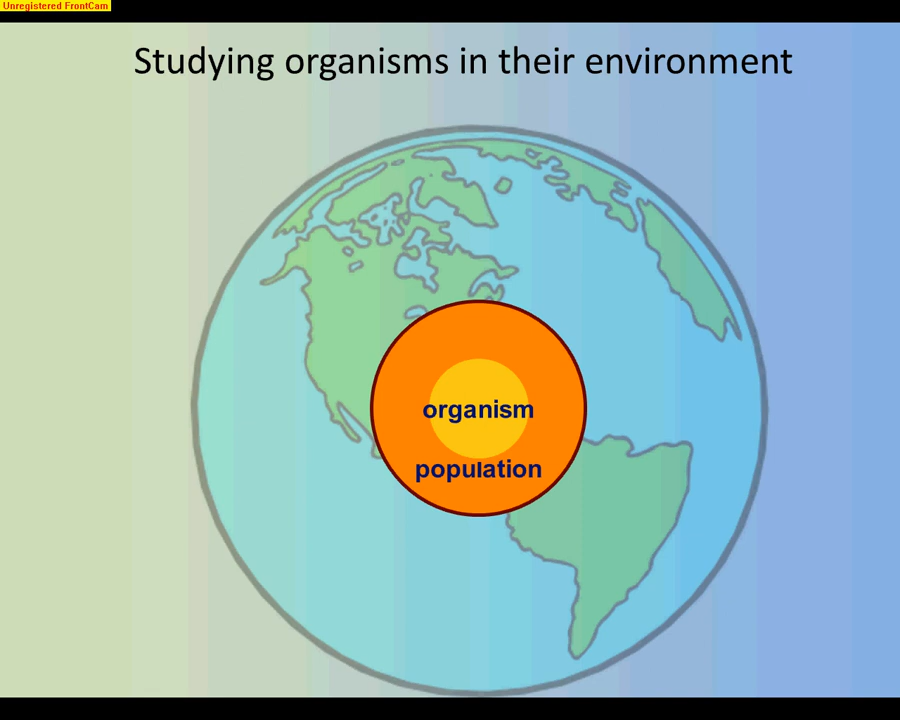 Unregistered FrontCam
Studying organisms in their environment
organism
population